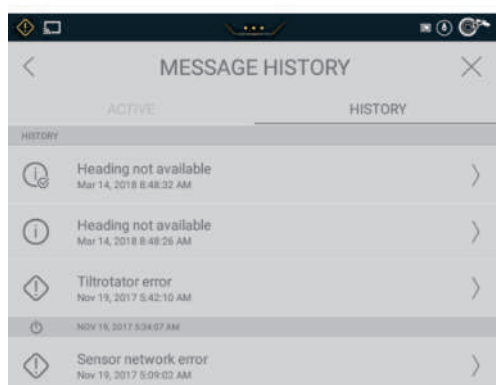 MESSAGE HISTORY
ACTIVE
HISTORY
HISTORY
Heading not available
Mar 14, 2018 8:48:32 AM
Heading not available
Mar 14, 2018 8:48:26 AM
Tiltrotator error
Nov 19, 2017 5:42:10 AM
NOV 19, 2017 5:34:07 AM
Sensor network error
Nov 19, 2017 5:09:02 AM